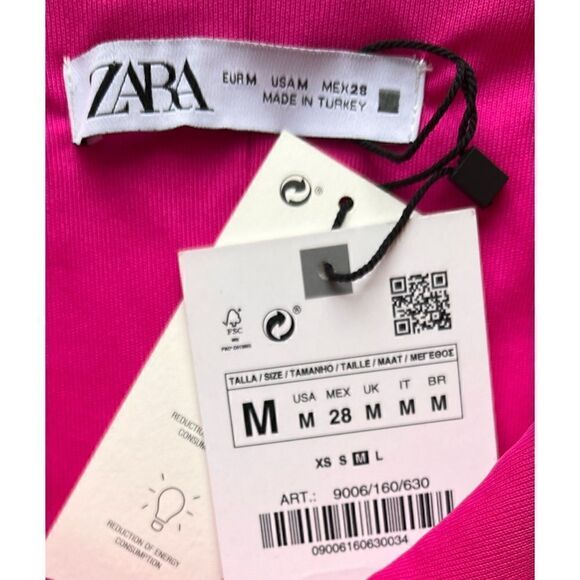 ZARA
EUR M USA M MEX 28
MADE IN TURKEY
FSC
TALLA / SIZE / TAMANHO / TAILLE / MAAT / ΜΕΓΕΘΟΣ
M
USA MEX UK IT BR
M 28 M M M
XS S M L
ART.: 9006/160/630
09006160630034
REDUCTION OF ENERGY
CONSUMPTION